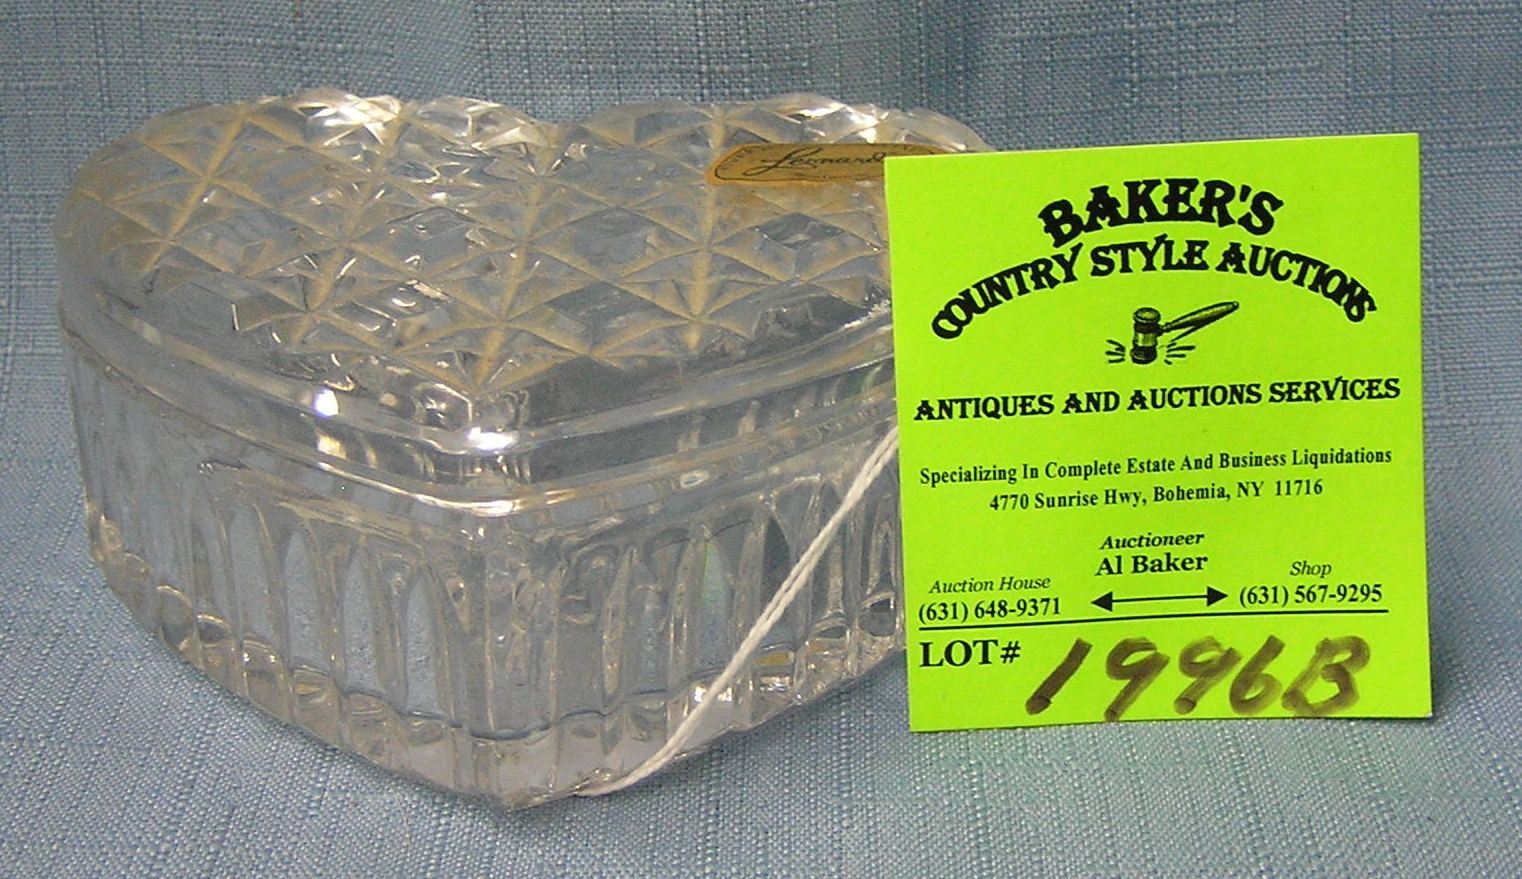 Leonard
BAKER'S
COUNTRY STYLE AUCTIONS
ANTIQUES AND AUCTIONS SERVICES
Specializing In Complete Estate And Business Liquidations
4770 Sunrise Hwy, Bohemia, NY 11716
Auctioneer
Al Baker
Auction House
(631) 648-9371
Shop
(631) 567-9295
LOT# 1996B